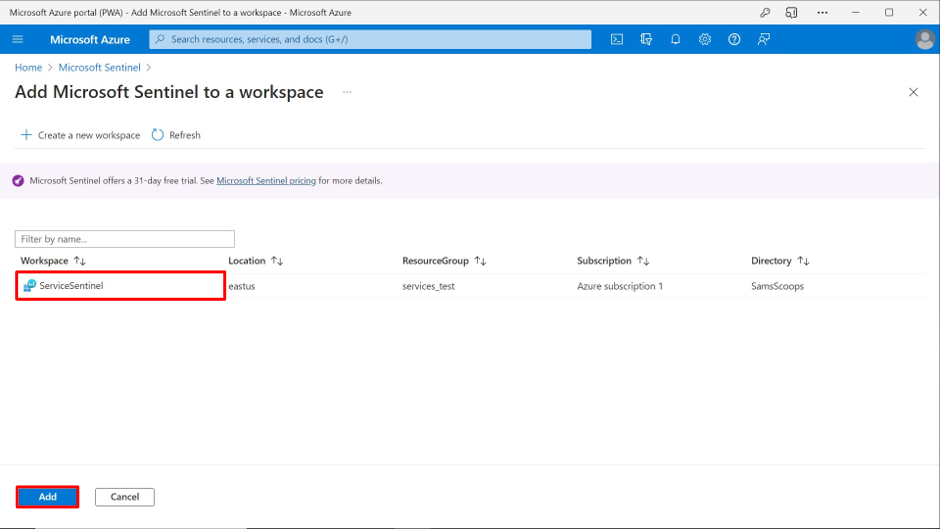 Microsoft Azure portal (PWA) - Add Microsoft Sentinel to a workspace - Microsoft Azure
Microsoft Azure
Search resources, services, and docs (G+/)
Home > Microsoft Sentinel >
Add Microsoft Sentinel to a workspace ...
+ Create a new workspace Refresh
Microsoft Sentinel offers a 31-day free trial. See Microsoft Sentinel pricing for more details.
Filter by name...
Workspace ↑↓ Location ↑↓ ResourceGroup ↑↓ Subscription ↑↓ Directory ↑↓
ServiceSentinel eastus services_test Azure subscription 1 SamsScoops
Add Cancel